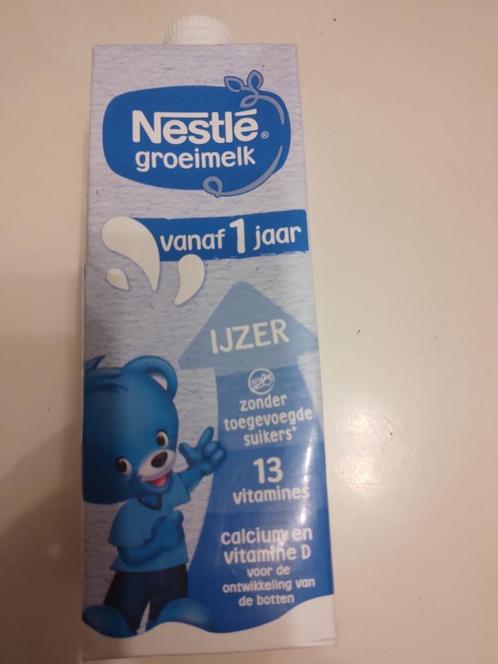 Nestlé®
groeimelk
vanaf 1 jaar
IJZER
zonder
toegevoegde
suikers*
13
vitamines
calcium en
vitamine D
voor de
ontwikkeling van
de botten